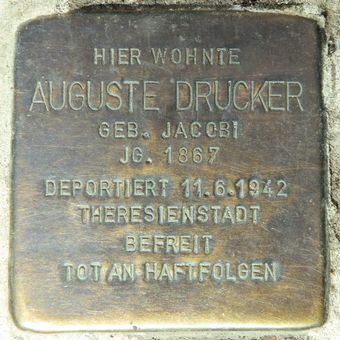 HIER WOHNTE
AUGUSTE DRUCKER
GEB. JACOBI
JG. 1867
DEPORTIERT 11.6.1942
THERESIENSTADT
BEFREIT
TOT AN HAFTFOLGEN